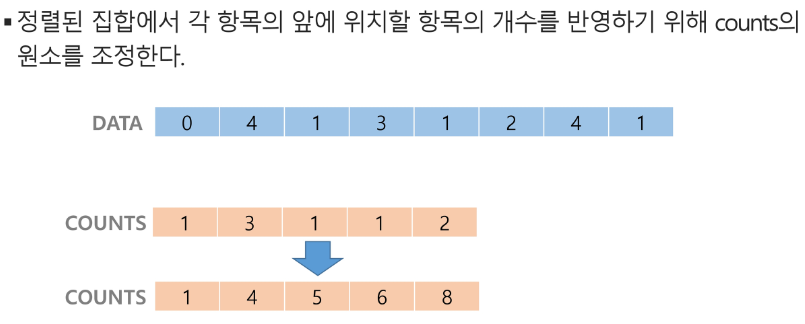 ▪ 정렬된 집합에서 각 항목의 앞에 위치할 항목의 개수를 반영하기 위해 counts의
원소를 조정한다.
DATA 0 4 1 3 1 2 4 1
COUNTS 1 3 1 1 2
COUNTS 1 4 5 6 8